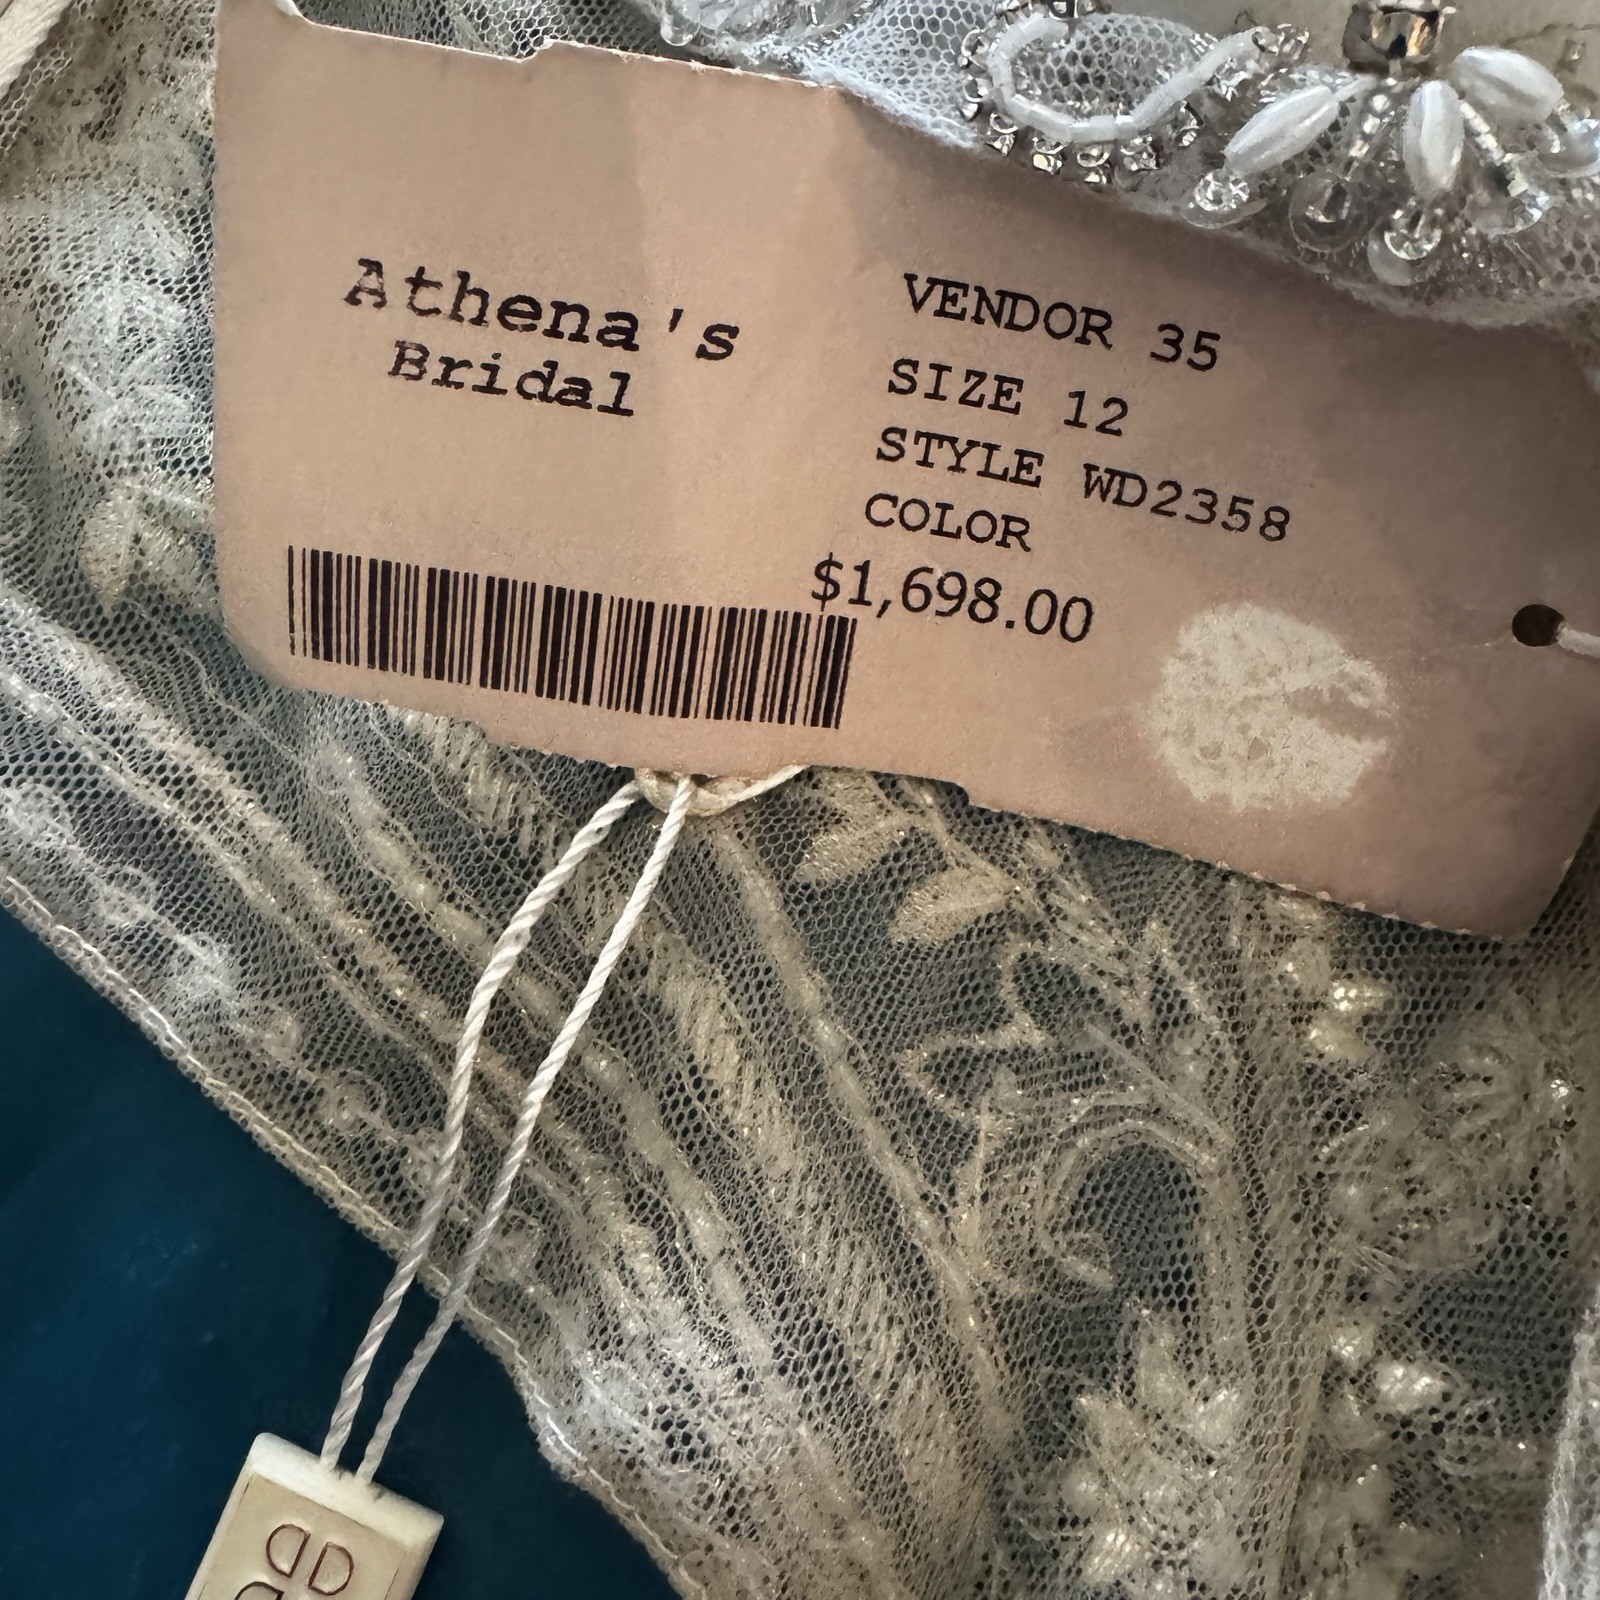 Athena's
Bridal
VENDOR 35
SIZE 12
STYLE WD2358
COLOR
$1,698.00